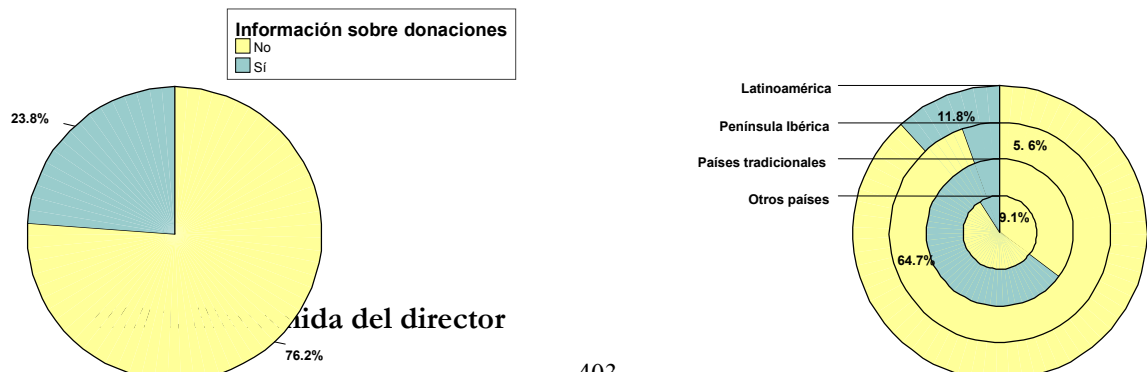 Información sobre donaciones
No
Sí
23.8%
76.2%
Latinoamérica
Península Ibérica
Países tradicionales
Otros países
11.8%
5. 6%
9.1%
64.7%
del director